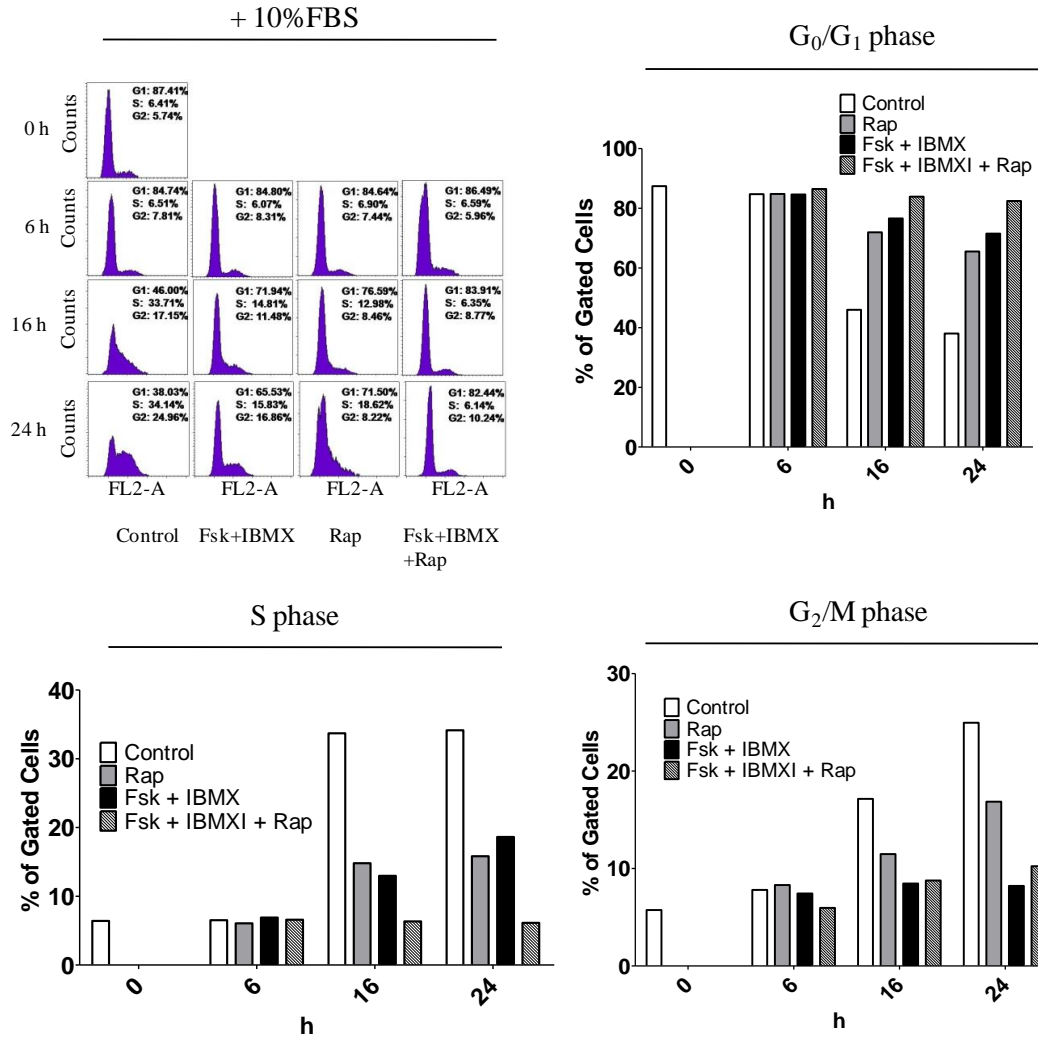 + 10%FBS
0 h
Counts
G1: 87.41%
S: 6.41%
G2: 5.74%
6 h
Counts
G1: 84.74%
S: 6.51%
G2: 7.81%
G1: 84.80%
S: 6.07%
G2: 8.31%
G1: 84.64%
S: 6.90%
G2: 7.44%
G1: 86.49%
S: 6.59%
G2: 5.96%
16 h
Counts
G1: 46.00%
S: 33.71%
G2: 17.15%
G1: 71.94%
S: 14.81%
G2: 11.48%
G1: 76.59%
S: 12.98%
G2: 8.46%
G1: 83.91%
S: 6.35%
G2: 8.77%
24 h
Counts
G1: 38.03%
S: 34.14%
G2: 24.96%
G1: 65.53%
S: 15.83%
G2: 16.86%
G1: 71.50%
S: 18.62%
G2: 8.22%
G1: 82.44%
S: 6.14%
G2: 10.24%
FL2-A FL2-A FL2-A FL2-A
Control Fsk+IBMX Rap Fsk+IBMX
+Rap
G0/G1 phase
Control
Rap
Fsk + IBMX
Fsk + IBMXI + Rap
% of Gated Cells
100
80
60
40
20
0
0 6 16 24
h
S phase
Control
Rap
Fsk + IBMX
Fsk + IBMXI + Rap
% of Gated Cells
40
30
20
10
0
0 6 16 24
h
G2/M phase
Control
Rap
Fsk + IBMX
Fsk + IBMXI + Rap
% of Gated Cells
30
20
10
0
0 6 16 24
h